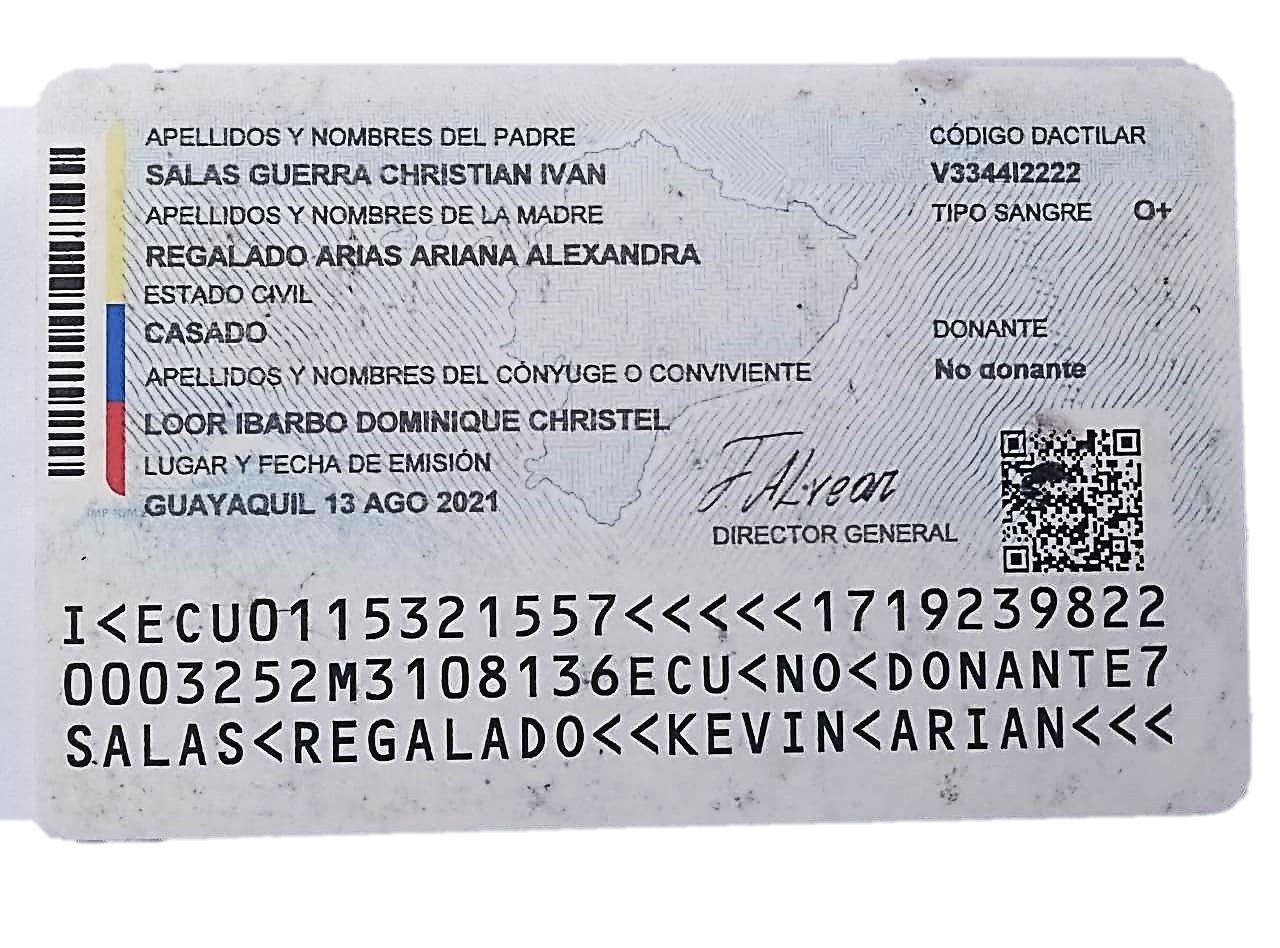 APELLIDOS Y NOMBRES DEL PADRE
SALAS GUERRA CHRISTIAN IVAN
APELLIDOS Y NOMBRES DE LA MADRE
REGALADO ARIAS ARIANA ALEXANDRA
ESTADO CIVIL
CASADO
APELLIDOS Y NOMBRES DEL CÓNYUGE O CONVIVIENTE
LOOR IBARBO DOMINIQUE CHRISTEL
LUGAR Y FECHA DE EMISIÓN
GUAYAQUIL 13 AGO 2021
CÓDIGO DACTILAR
V3344I2222
TIPO SANGRE O+
DONANTE
No donante
DIRECTOR GENERAL
I<ECU0115321557<<<<<1719239822
0003252M3108136ECU<NO<DONANTE7
SALAS<REGALADO<<KEVIN<ARIAN<<<